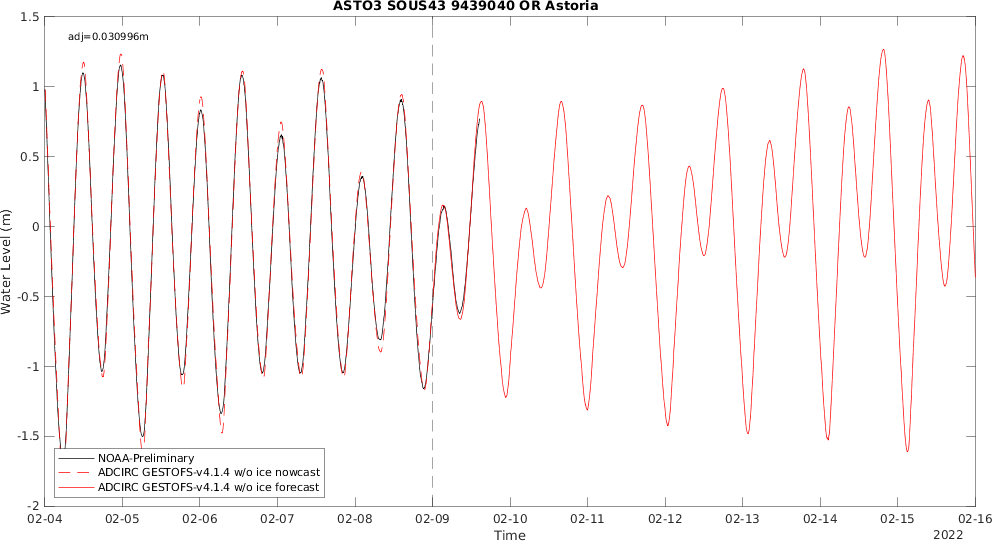 ASTO3 SOUS43 9439040 OR Astoria
adj=0.030996m
1.5
1
0.5
0
-0.5
-1
-1.5
-2
Water Level (m)
NOAA-Preliminary
ADCIRC GESTOFS-v4.1.4 w/o ice nowcast
ADCIRC GESTOFS-v4.1.4 w/o ice forecast
02-04 02-05 02-06 02-07 02-08 02-09 02-10 02-11 02-12 02-13 02-14 02-15 02-16
Time
2022